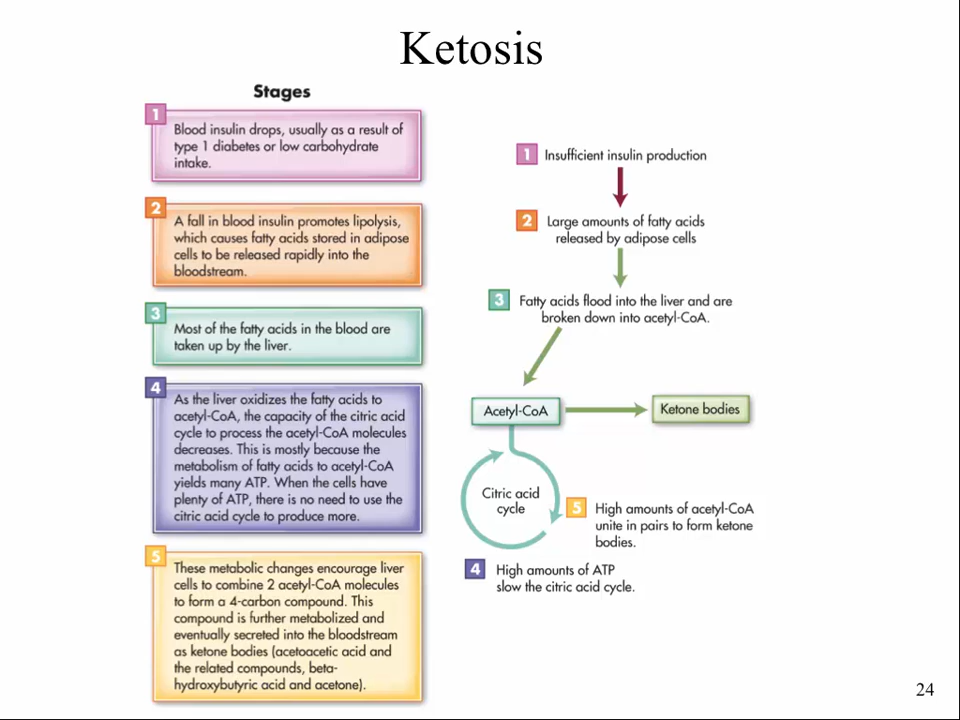 Ketosis
Stages
1
Blood insulin drops, usually as a result of
type 1 diabetes or low carbohydrate
intake.
2
A fall in blood insulin promotes lipolysis,
which causes fatty acids stored in adipose
cells to be released rapidly into the
bloodstream.
3
Most of the fatty acids in the blood are
taken up by the liver.
4
As the liver oxidizes the fatty acids to
acetyl-CoA, the capacity of the citric acid
cycle to process the acetyl-CoA molecules
decreases. This is mostly because the
metabolism of fatty acids to acetyl-CoA
yields many ATP. When the cells have
plenty of ATP, there is no need to use the
citric acid cycle to produce more.
5
These metabolic changes encourage liver
cells to combine 2 acetyl-CoA molecules
to form a 4-carbon compound. This
compound is further metabolized and
eventually secreted into the bloodstream
as ketone bodies (acetoacetic acid and
the related compounds, beta-
hydroxybutyric acid and acetone).
1 Insufficient insulin production
2 Large amounts of fatty acids
released by adipose cells
3 Fatty acids flood into the liver and are
broken down into acetyl-CoA.
Acetyl-CoA
Ketone bodies
Citric acid
cycle
5 High amounts of acetyl-CoA
unite in pairs to form ketone
bodies.
4 High amounts of ATP
slow the citric acid cycle.
24